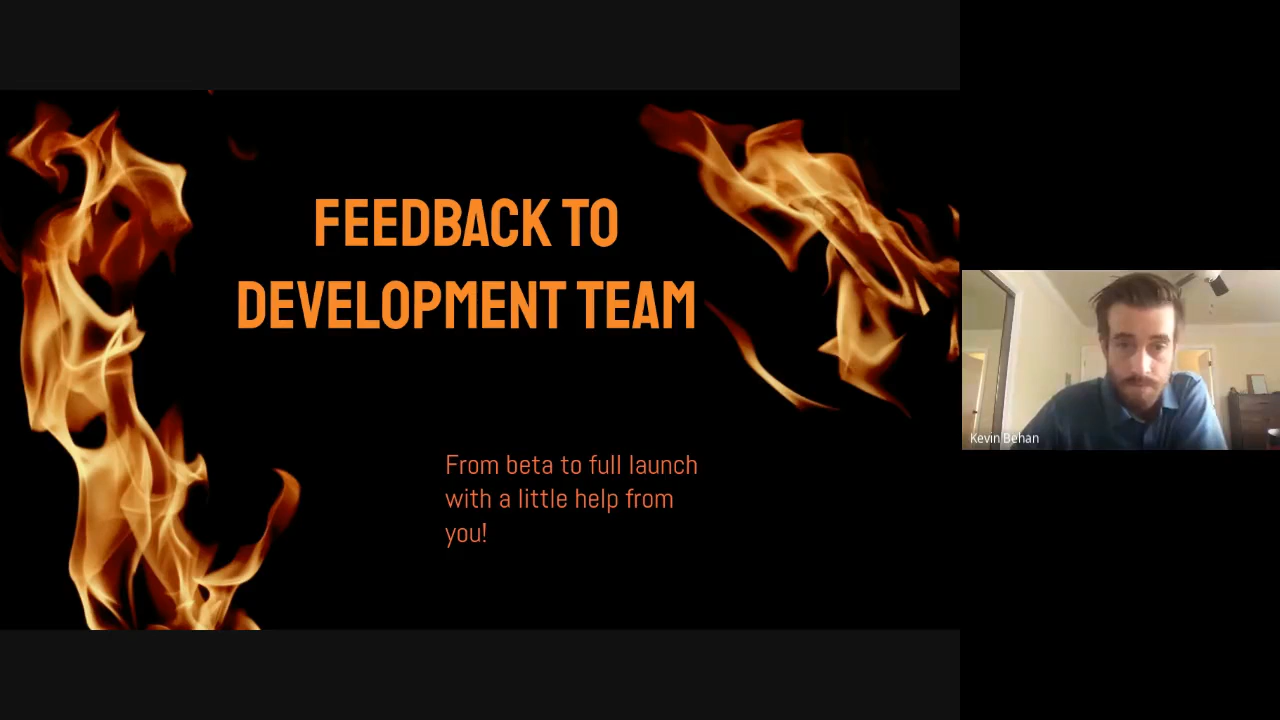 FEEDBACK TO
DEVELOPMENT TEAM
From beta to full launch
with a little help from
you!
Kevin Behan